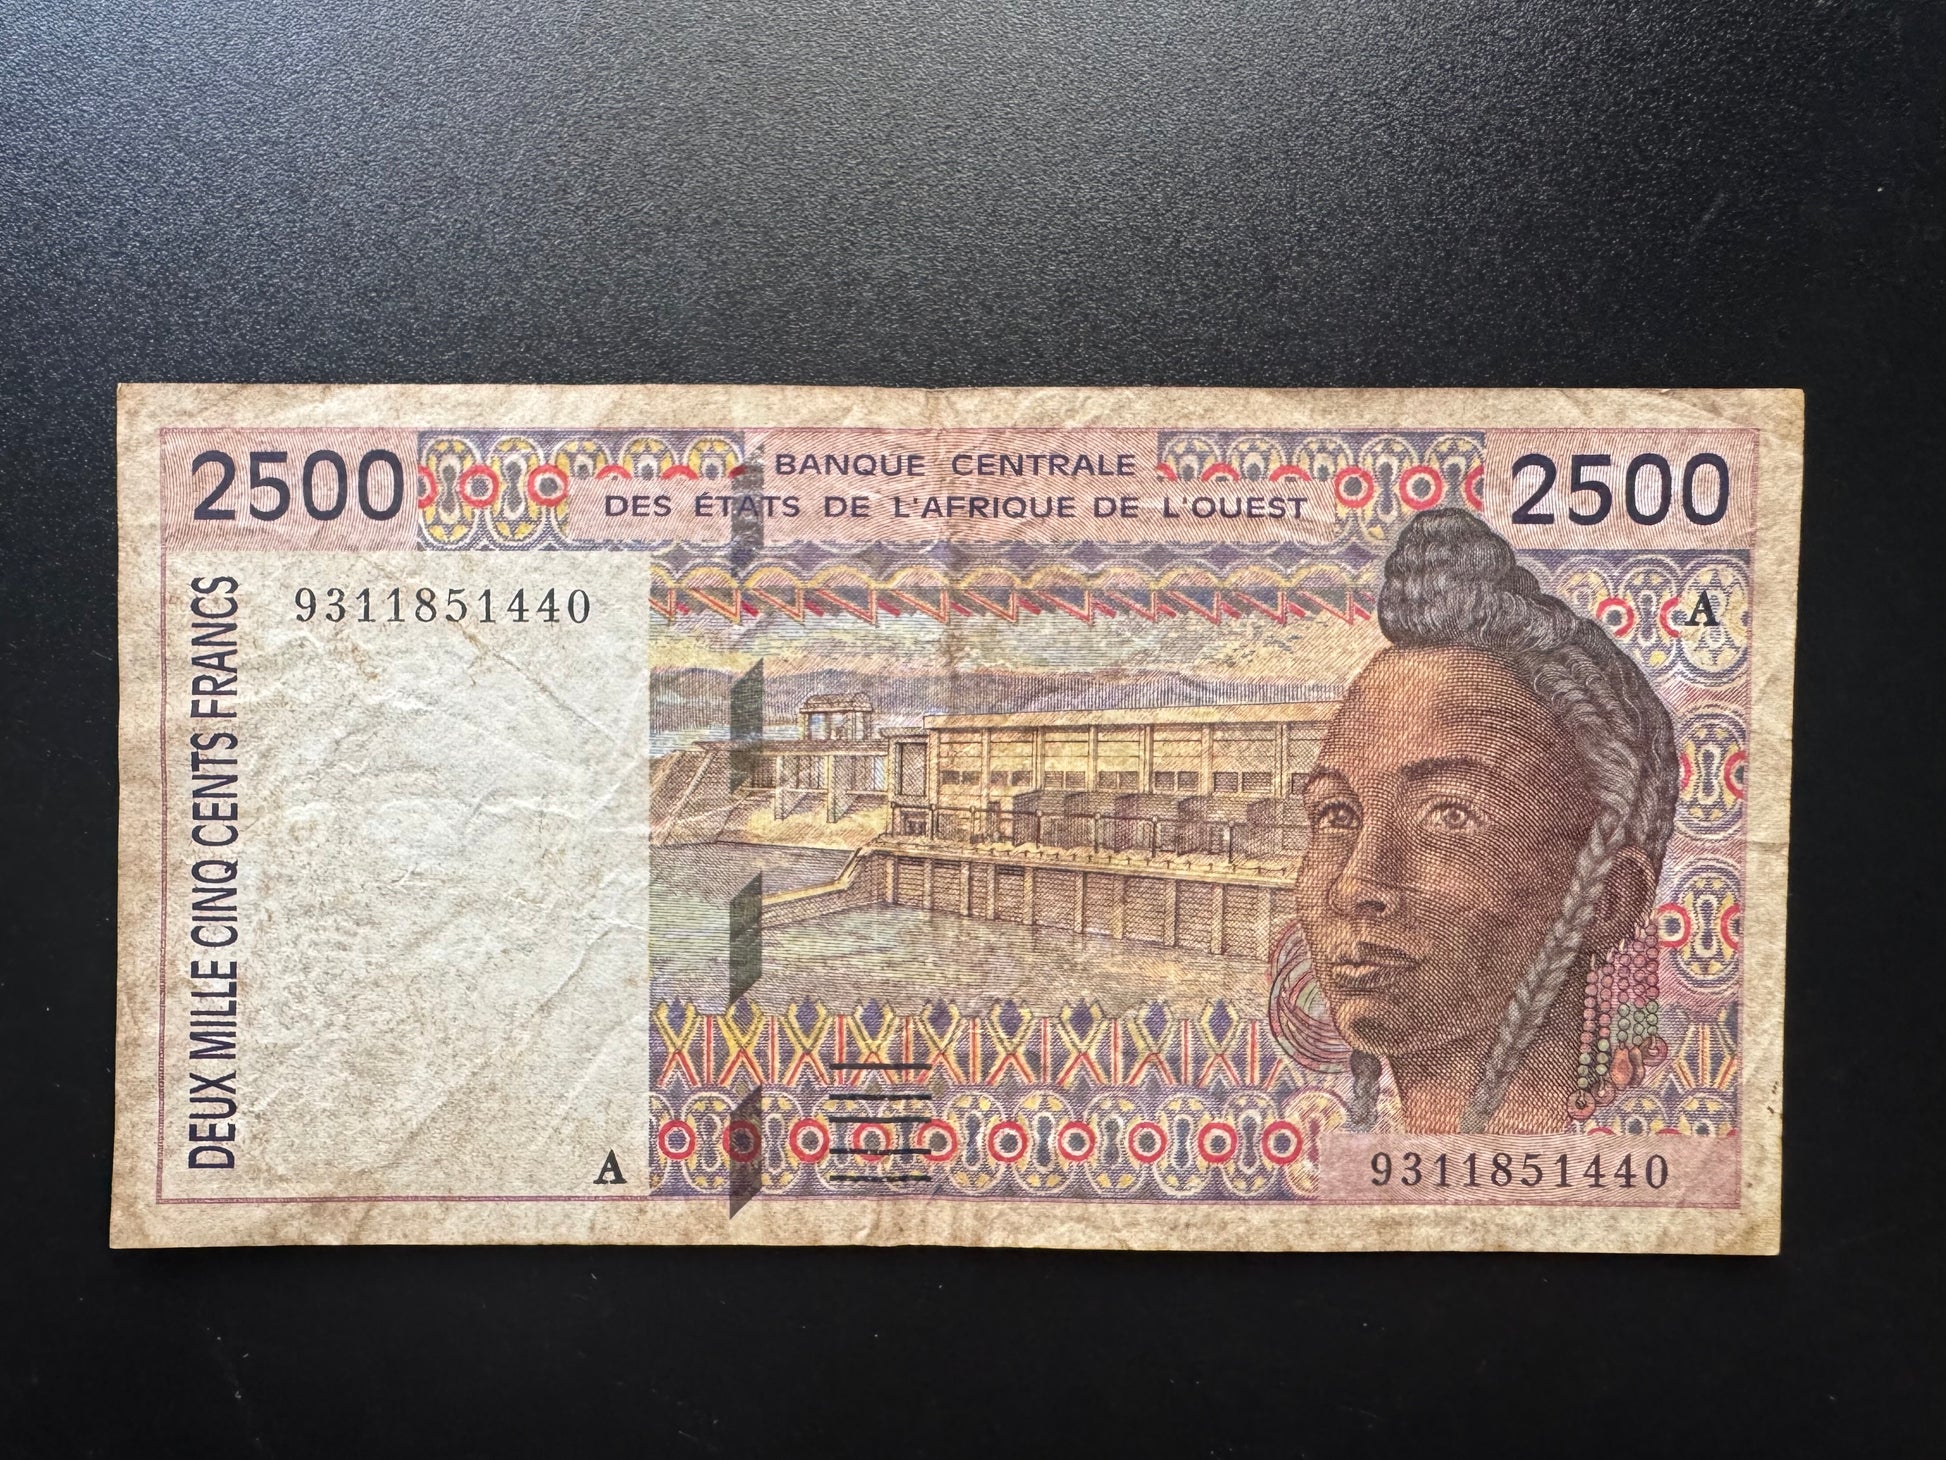 2500
BANQUE CENTRALE
DES ÉTATS DE L'AFRIQUE DE L'OUEST
2500
DEUX MILLE CINQ CENTS FRANCS
9311851440
A
A
9311851440